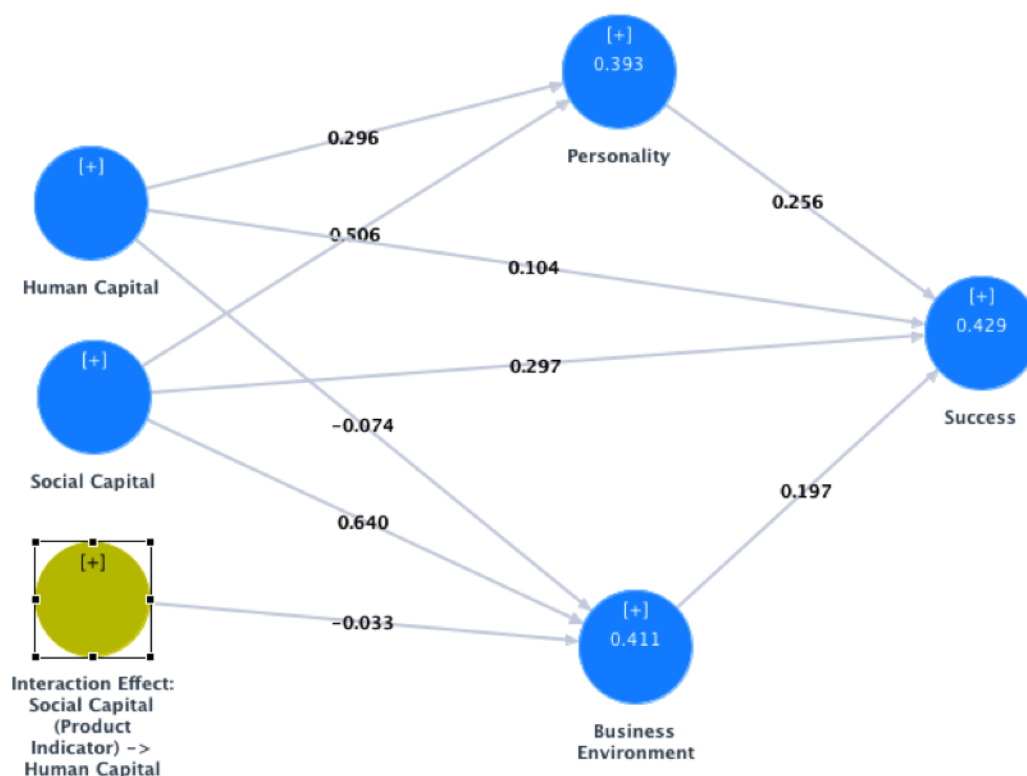 [+]
0.393
Personality
0.296
[+]
Human Capital
0.256
0.506
0.104
[+]
0.429
Success
[+]
Social Capital
0.297
-0.074
0.640
0.197
[+]
Interaction Effect:
Social Capital
(Product
Indicator) ->
Human Capital
-0.033
[+]
0.411
Business
Environment